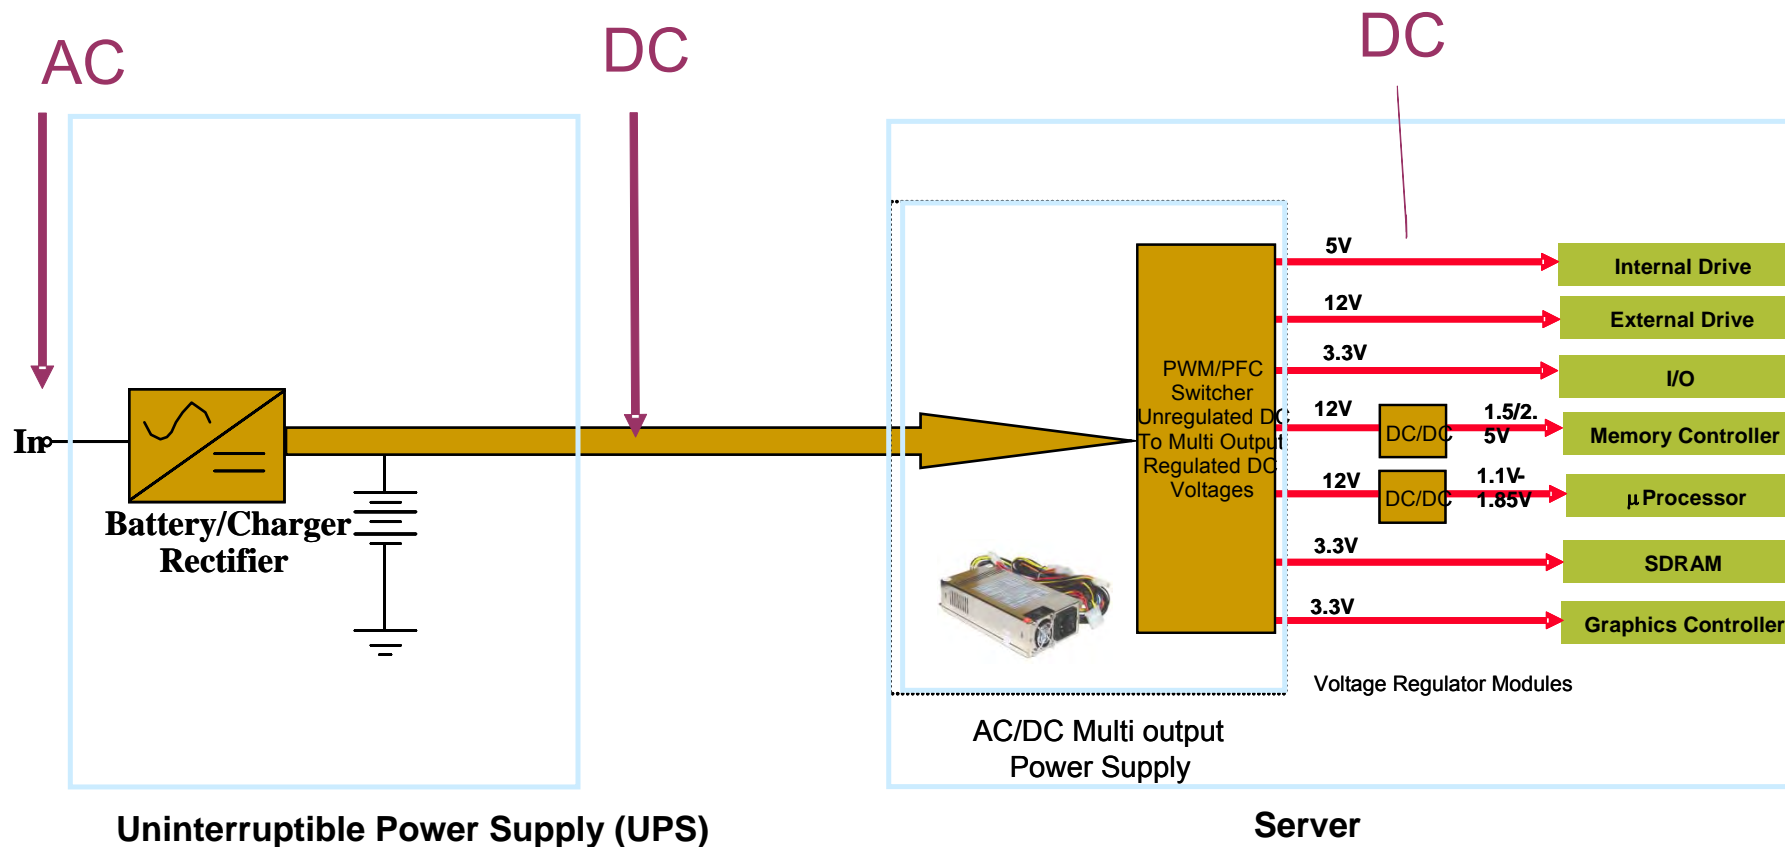 AC
DC
DC
In
Battery/Charger
Rectifier
PWM/PFC
Switcher
Unregulated DC
To Multi Output
Regulated DC
Voltages
5V
Internal Drive
12V
External Drive
3.3V
I/O
12V
DC/DC
1.5/2.
5V
Memory Controller
12V
DC/DC
1.1V-
1.85V
µProcessor
3.3V
SDRAM
3.3V
Graphics Controller
Voltage Regulator Modules
AC/DC Multi output
Power Supply
Uninterruptible Power Supply (UPS)
Server